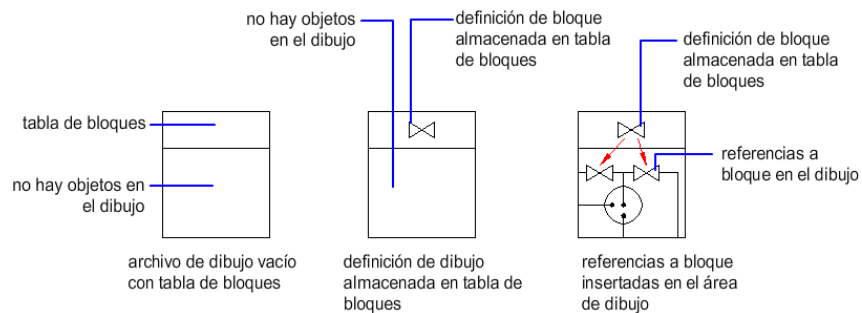 tabla de bloques
no hay objetos en
el dibujo
archivo de dibujo vacío
con tabla de bloques
no hay objetos
en el dibujo
definición de bloque
almacenada en tabla
de bloques
definición de dibujo
almacenada en tabla de
bloques
definición de bloque
almacenada en tabla
de bloques
referencias a
bloque en el dibujo
referencias a bloque
insertadas en el área
de dibujo